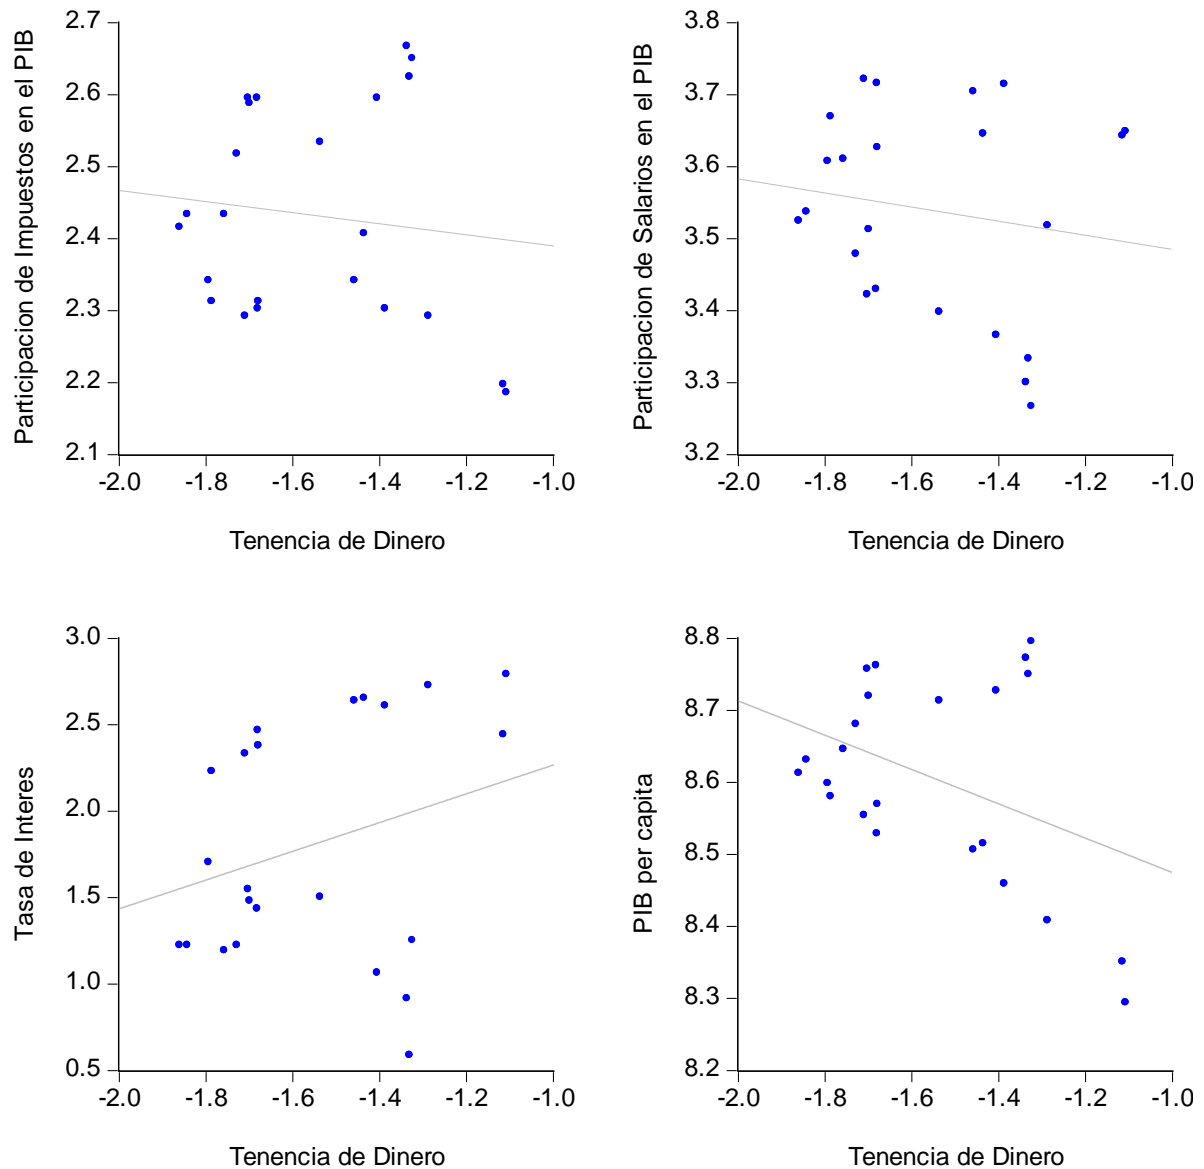 Participacion de Impuestos en el PIB
2.7
2.6
2.5
2.4
2.3
2.2
2.1
-2.0 -1.8 -1.6 -1.4 -1.2 -1.0
Tenencia de Dinero
Participacion de Salarios en el PIB
3.8
3.7
3.6
3.5
3.4
3.3
3.2
-2.0 -1.8 -1.6 -1.4 -1.2 -1.0
Tenencia de Dinero
Tasa de Interes
3.0
2.5
2.0
1.5
1.0
0.5
-2.0 -1.8 -1.6 -1.4 -1.2 -1.0
Tenencia de Dinero
PIB per capita
8.8
8.7
8.6
8.5
8.4
8.3
8.2
-2.0 -1.8 -1.6 -1.4 -1.2 -1.0
Tenencia de Dinero